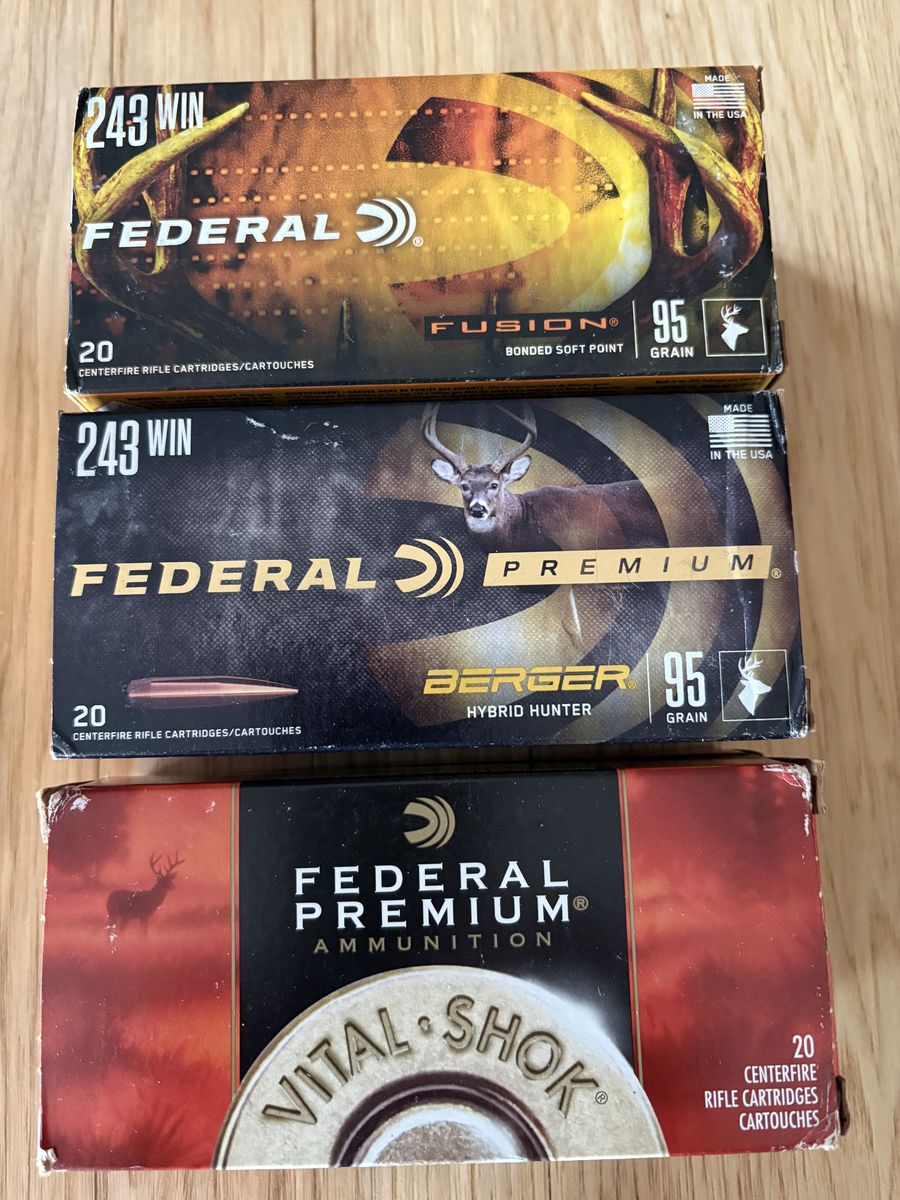 243 WIN
MADE
IN THE USA
FEDERAL®
FUSION®
BONDED SOFT POINT
95
GRAIN
20
CENTERFIRE RIFLE CARTRIDGES/CARTOUCHES
243 WIN
MADE
IN THE USA
FEDERAL PREMIUM®
BERGER®
HYBRID HUNTER
95
GRAIN
20
CENTERFIRE RIFLE CARTRIDGES/CARTOUCHES
FEDERAL
PREMIUM®
AMMUNITION
VITAL·SHOK®
20
CENTERFIRE
RIFLE CARTRIDGES
CARTOUCHES